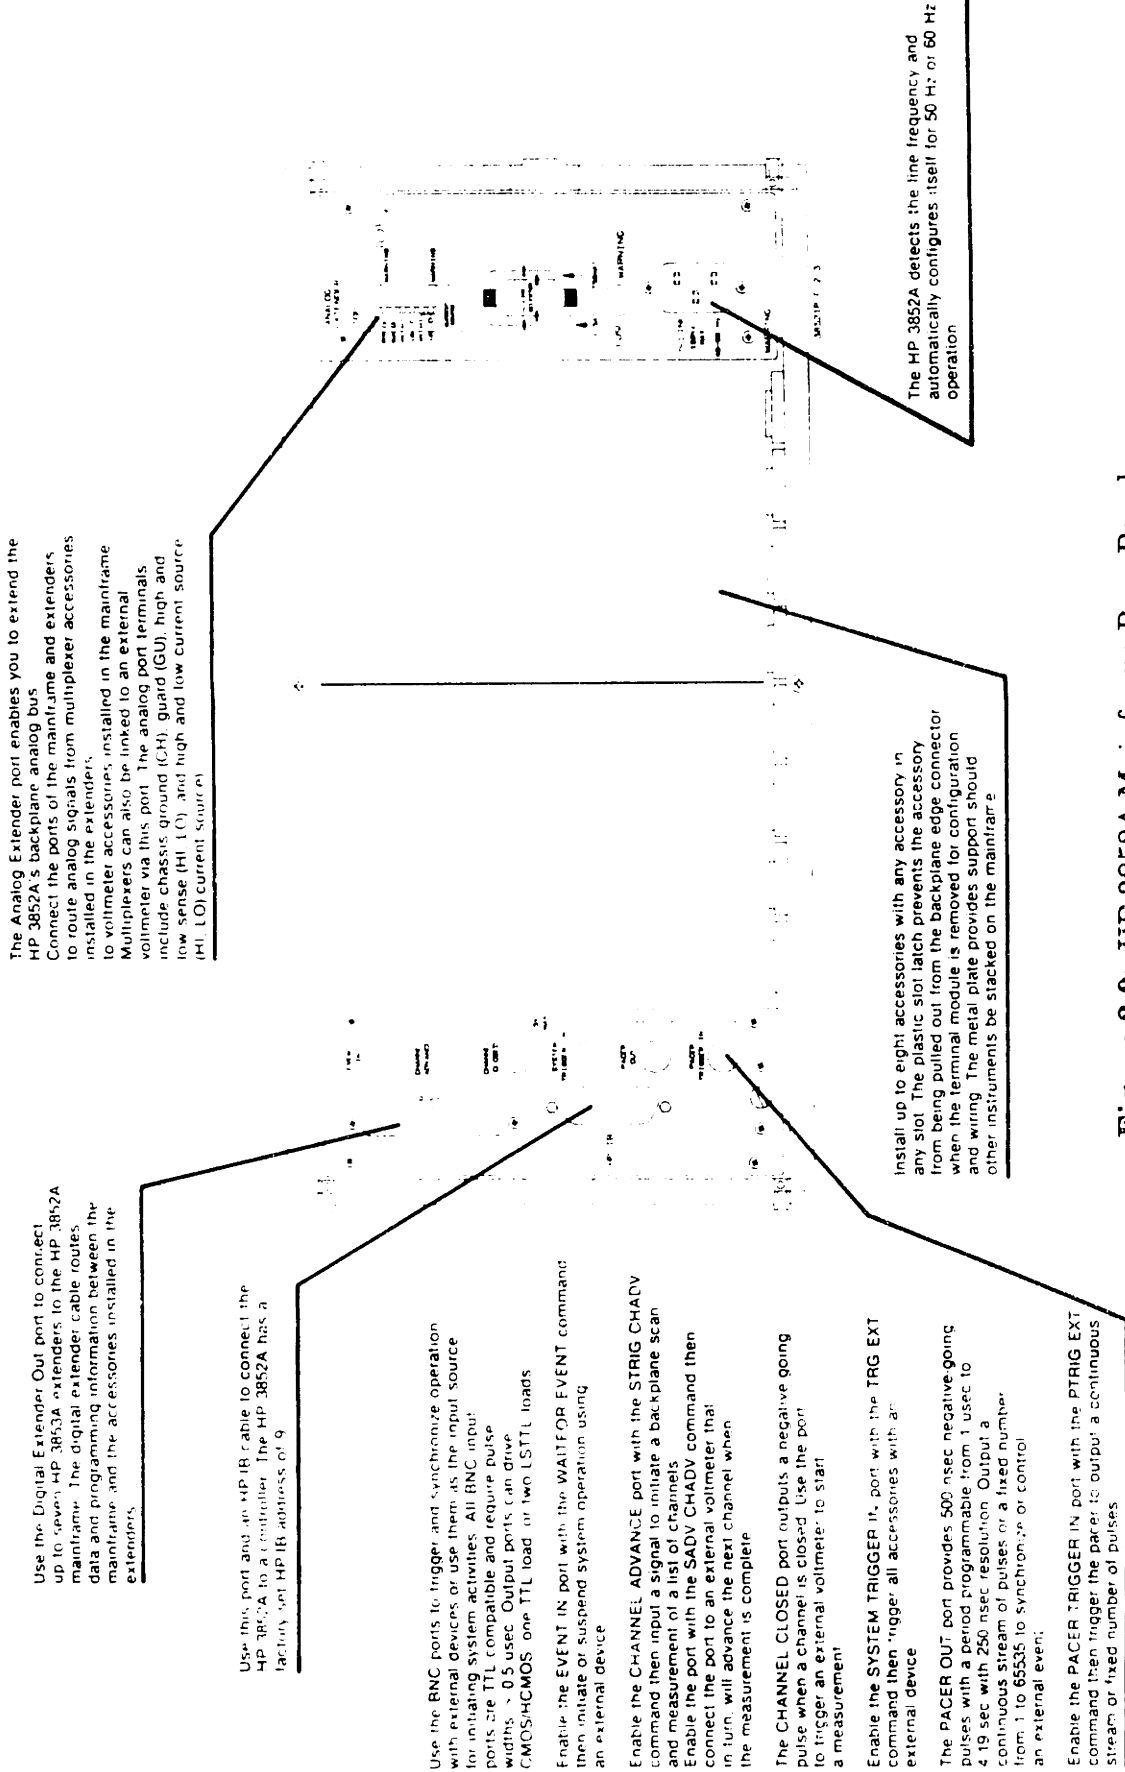 The Analog Extender port enables you to extend the
HP 3852A's backplane analog bus
Connect the ports of the mainframe and extenders
to route analog signals from multiplexer accessories
installed in the extenders
to voltmeter accessories installed in the mainframe
Multiplexers can also be linked to an external
voltmeter via this port The analog port terminals
include chassis ground (CH), guard (GU), high and
low sense (HI, LO) and high and low current source
(HI, LO) current source)
Use the Digital Extender Out port to connect
up to seven HP 3853A extenders to the HP 3852A
mainframe The digital extender cable routes
data and programming information between the
mainframe and the accessories installed in the
extenders
Use this port and an HP IB cable to connect the
HP 3852A to a controller The HP 3852A has a
factory set HP IB address of 9
Use the BNC ports to trigger and synchronize operation
with external devices or use them as the input source
for initiating system activities All BNC input
ports are TTL compatible and require pulse
widths > 0 5 usec Output ports can drive
CMOS/HCMOS one TTL load or two LSTTL loads
Enable the EVENT IN port with the WAITFOR EVENT command
then initiate or suspend system operation using
an external device
Enable the CHANNEL ADVANCE port with the STRIG CHADV
command then input a signal to initiate a backplane scan
and measurement of a list of channels
Enable the port with the SADV CHADV command then
connect the port to an external voltmeter that
in turn, will advance the next channel when
the measurement is complete
The CHANNEL CLOSED port outputs a negative going
pulse when a channel is closed Use the port
to trigger an external voltmeter to start
a measurement
Enable the SYSTEM TRIGGER IN port with the TRG EXT
command then trigger all accessories with an
external device
The PACER OUT port provides 500 nsec negative-going
pulses with a period programmable from 1 usec to
4 19 sec with 250 nsec resolution Output a
continuous stream of pulses or a fixed number
from 1 to 65535 to synchronize or control
an external event
Enable the PACER TRIGGER IN port with the PTRIG EXT
command then trigger the pacer to output a continuous
stream or fixed number of pulses
ANALOG
EXTENDER
WARNING
WARNING
WARNING
CHANNEL
ADVANCE
CHANNEL
CLOSED
SYSTEM
TRIGGER IN
PACER
OUT
PACER
TRIGGER IN
Install up to eight accessories with any accessory in
any slot The plastic slot latch prevents the accessory
from being pulled out from the backplane edge connector
when the terminal module is removed for configuration
and wiring The metal plate provides support should
other instruments be stacked on the mainframe
The HP 3852A detects the line frequency and
automatically configures itself for 50 Hz or 60 Hz
operation